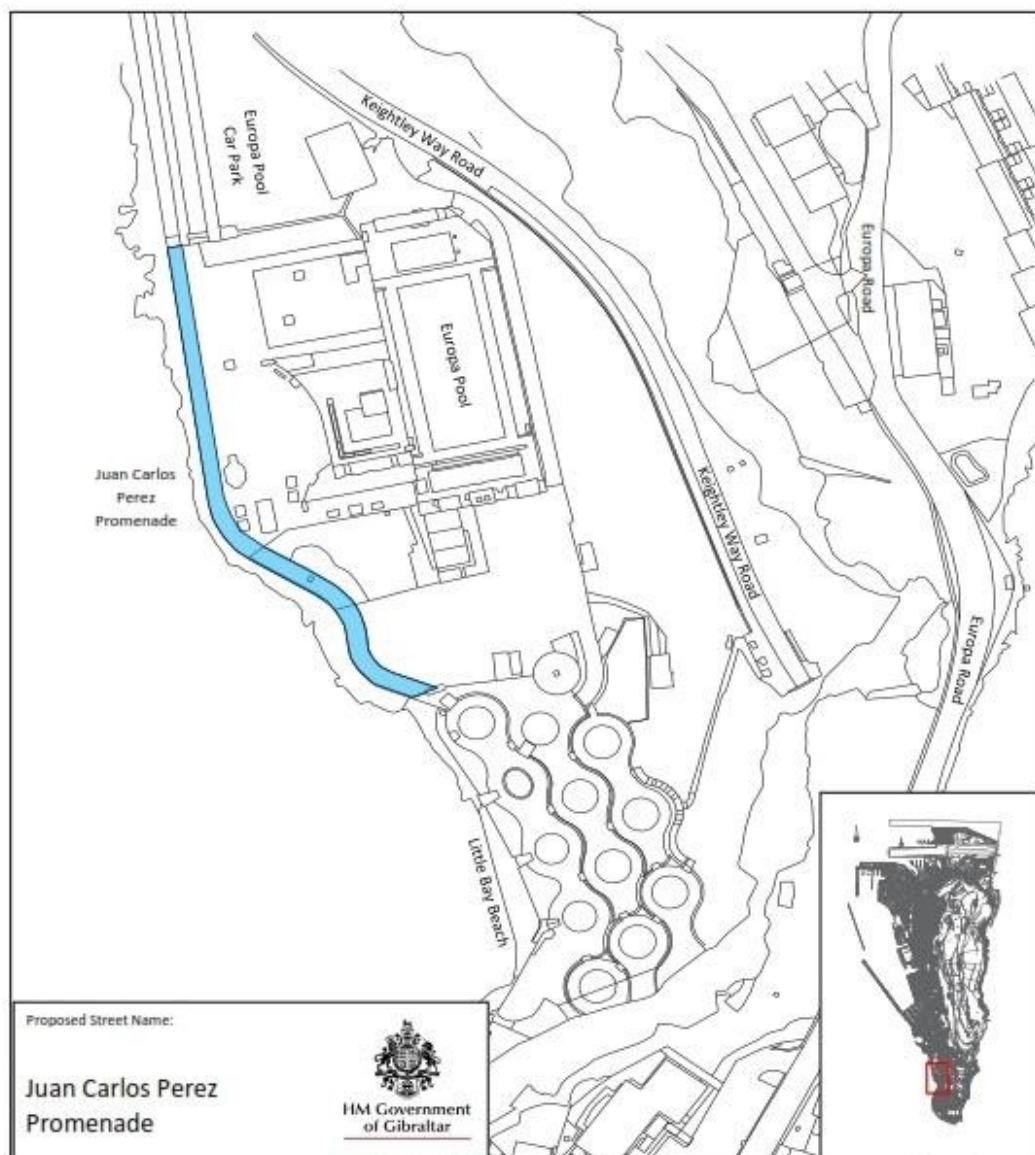 Europa Pool
Car Park
Keightley Way Road
Europa Road
Europa Pool
Juan Carlos
Perez
Promenade
Keightley Way Road
Europa Road
Little Bay Beach
Proposed Street Name:
Juan Carlos Perez
Promenade
HM Government
of Gibraltar